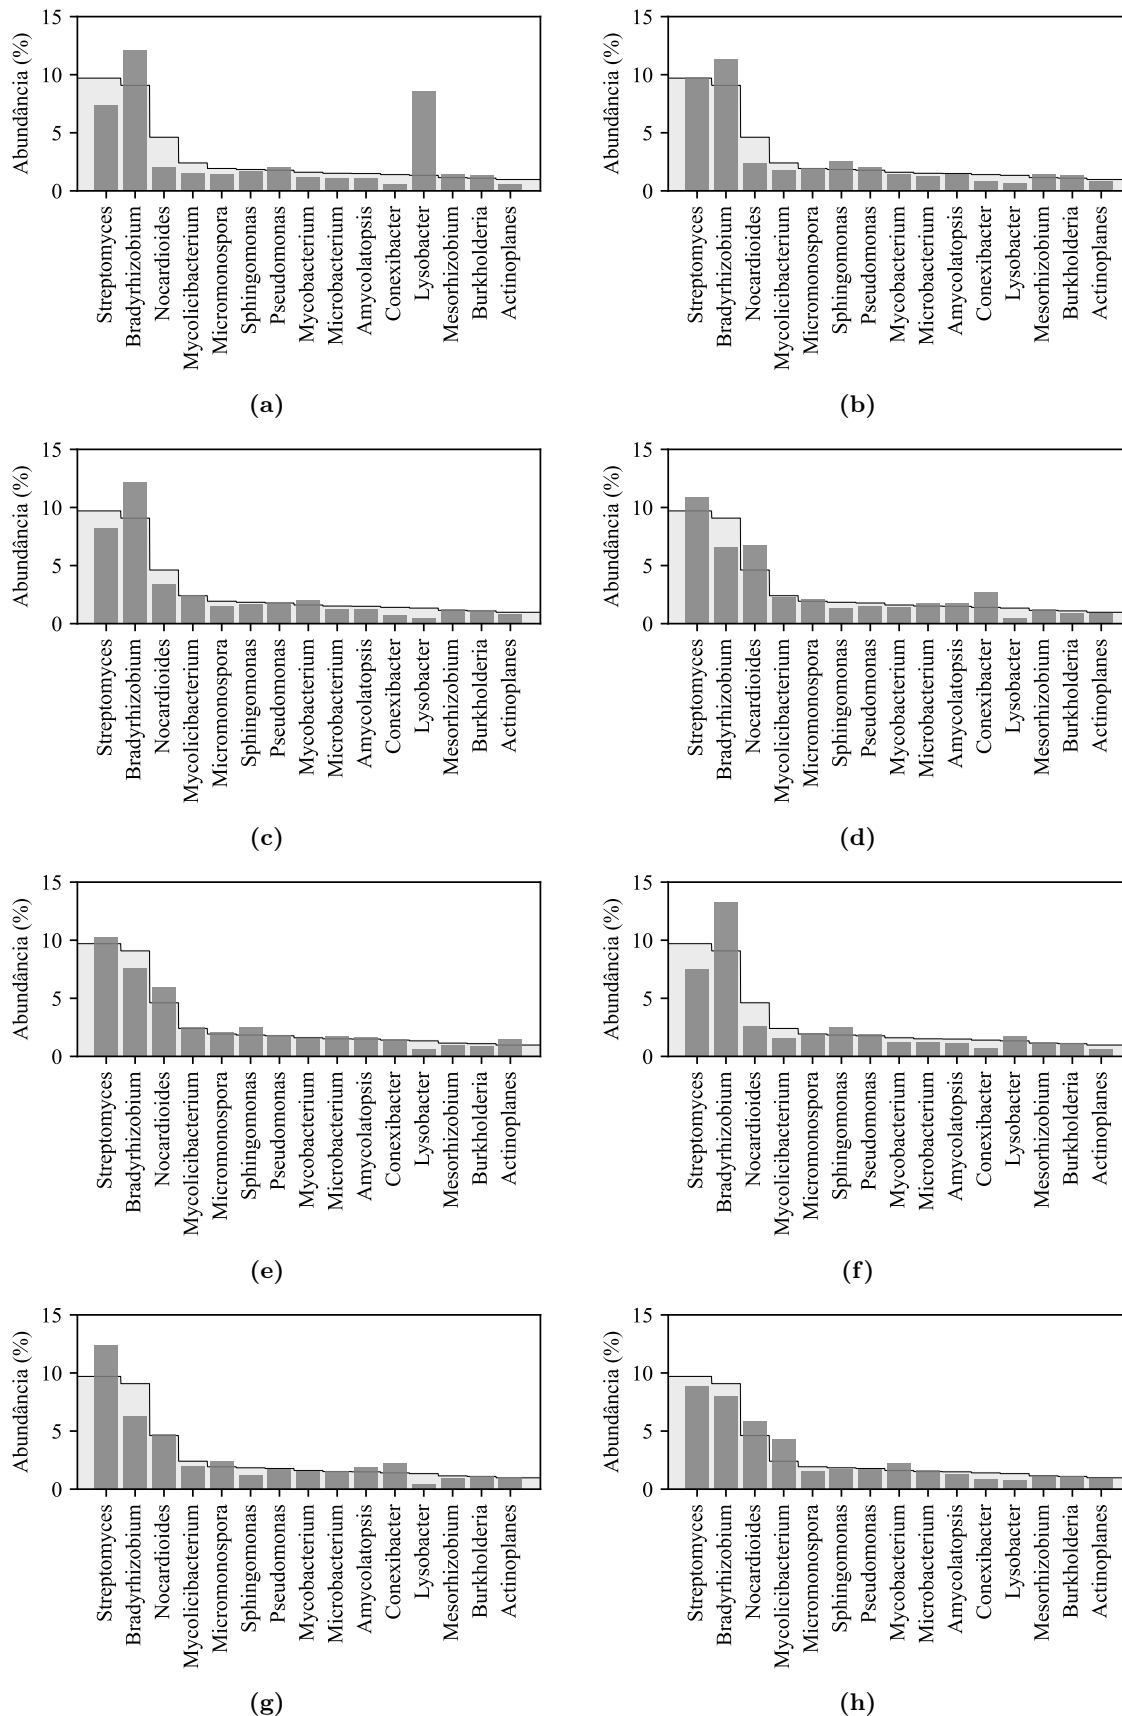 15
10
5
0
Abundância (%)
Streptomyces
Bradyrhizobium
Nocardioides
Mycolicibacterium
Micromonospora
Sphingomonas
Pseudomonas
Mycobacterium
Microbacterium
Amycolatopsis
Conexibacter
Lysobacter
Mesorhizobium
Burkholderia
Actinoplanes
(a)
15
10
5
0
Abundância (%)
Streptomyces
Bradyrhizobium
Nocardioides
Mycolicibacterium
Micromonospora
Sphingomonas
Pseudomonas
Mycobacterium
Microbacterium
Amycolatopsis
Conexibacter
Lysobacter
Mesorhizobium
Burkholderia
Actinoplanes
(b)
15
10
5
0
Abundância (%)
Streptomyces
Bradyrhizobium
Nocardioides
Mycolicibacterium
Micromonospora
Sphingomonas
Pseudomonas
Mycobacterium
Microbacterium
Amycolatopsis
Conexibacter
Lysobacter
Mesorhizobium
Burkholderia
Actinoplanes
(c)
15
10
5
0
Abundância (%)
Streptomyces
Bradyrhizobium
Nocardioides
Mycolicibacterium
Micromonospora
Sphingomonas
Pseudomonas
Mycobacterium
Microbacterium
Amycolatopsis
Conexibacter
Lysobacter
Mesorhizobium
Burkholderia
Actinoplanes
(d)
15
10
5
0
Abundância (%)
Streptomyces
Bradyrhizobium
Nocardioides
Mycolicibacterium
Micromonospora
Sphingomonas
Pseudomonas
Mycobacterium
Microbacterium
Amycolatopsis
Conexibacter
Lysobacter
Mesorhizobium
Burkholderia
Actinoplanes
(e)
15
10
5
0
Abundância (%)
Streptomyces
Bradyrhizobium
Nocardioides
Mycolicibacterium
Micromonospora
Sphingomonas
Pseudomonas
Mycobacterium
Microbacterium
Amycolatopsis
Conexibacter
Lysobacter
Mesorhizobium
Burkholderia
Actinoplanes
(f)
15
10
5
0
Abundância (%)
Streptomyces
Bradyrhizobium
Nocardioides
Mycolicibacterium
Micromonospora
Sphingomonas
Pseudomonas
Mycobacterium
Microbacterium
Amycolatopsis
Conexibacter
Lysobacter
Mesorhizobium
Burkholderia
Actinoplanes
(g)
15
10
5
0
Abundância (%)
Streptomyces
Bradyrhizobium
Nocardioides
Mycolicibacterium
Micromonospora
Sphingomonas
Pseudomonas
Mycobacterium
Microbacterium
Amycolatopsis
Conexibacter
Lysobacter
Mesorhizobium
Burkholderia
Actinoplanes
(h)